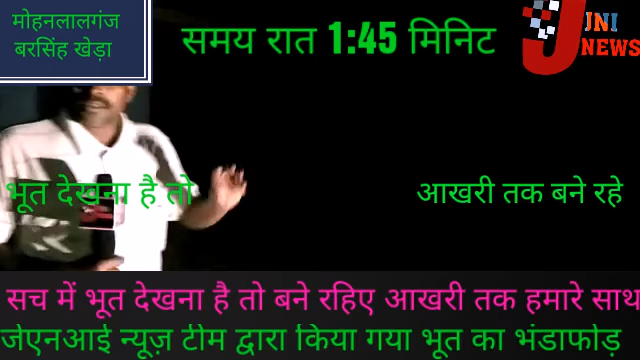 मोहनलालगंज
बरसिंह खेड़ा
समय रात 1:45 मिनिट
JNI
NEWS
भूत देखना है तो
आखरी तक बने रहे
सच में भूत देखना है तो बने रहिए आखरी तक हमारे साथ
जेएनआई न्यूज़ टीम द्वारा किया गया भूत का भंडाफोड़